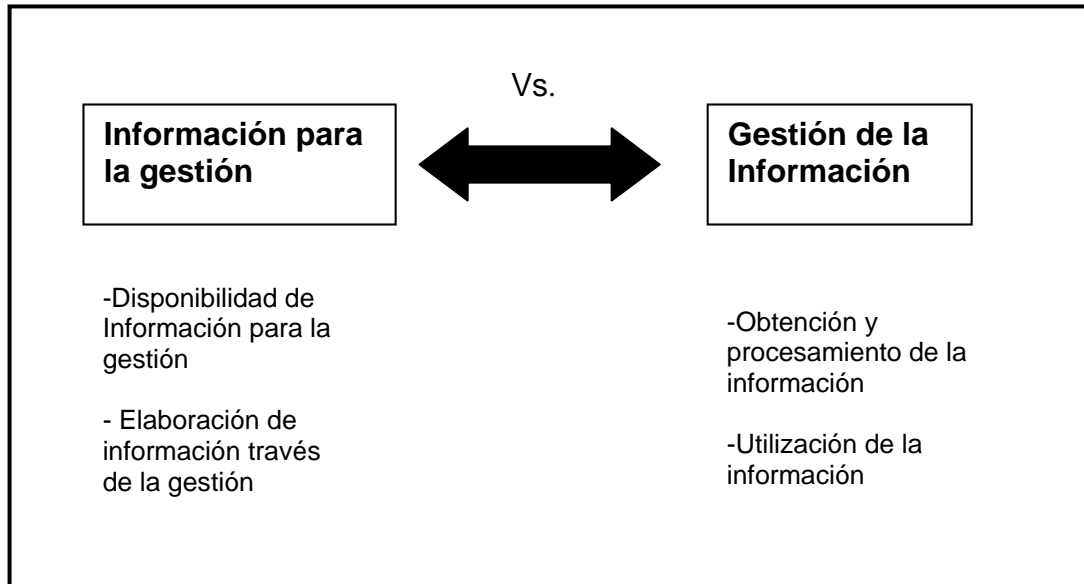 Vs.
Información para
la gestión
Gestión de la
Información
-Disponibilidad de
Información para la
gestión
- Elaboración de
información través
de la gestión
-Obtención y
procesamiento de la
información
-Utilización de la
información